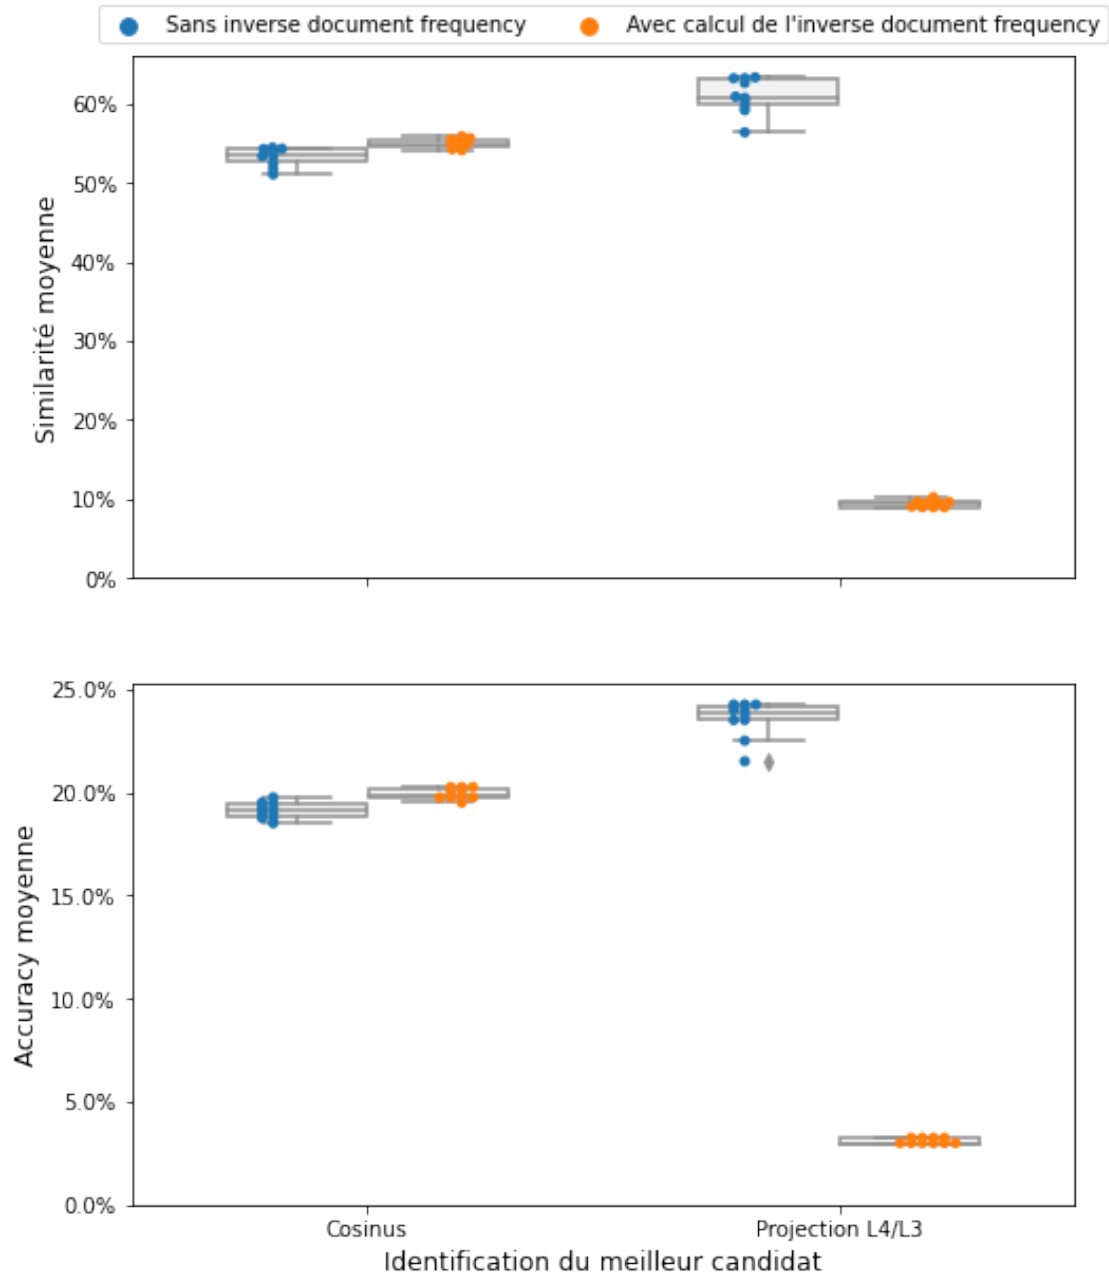 Sans inverse document frequency Avec calcul de l'inverse document frequency
60%
50%
40%
30%
20%
10%
0%
Similarité moyenne
25.0%
20.0%
15.0%
10.0%
5.0%
0.0%
Accuracy moyenne
Cosinus Projection L4/L3
Identification du meilleur candidat